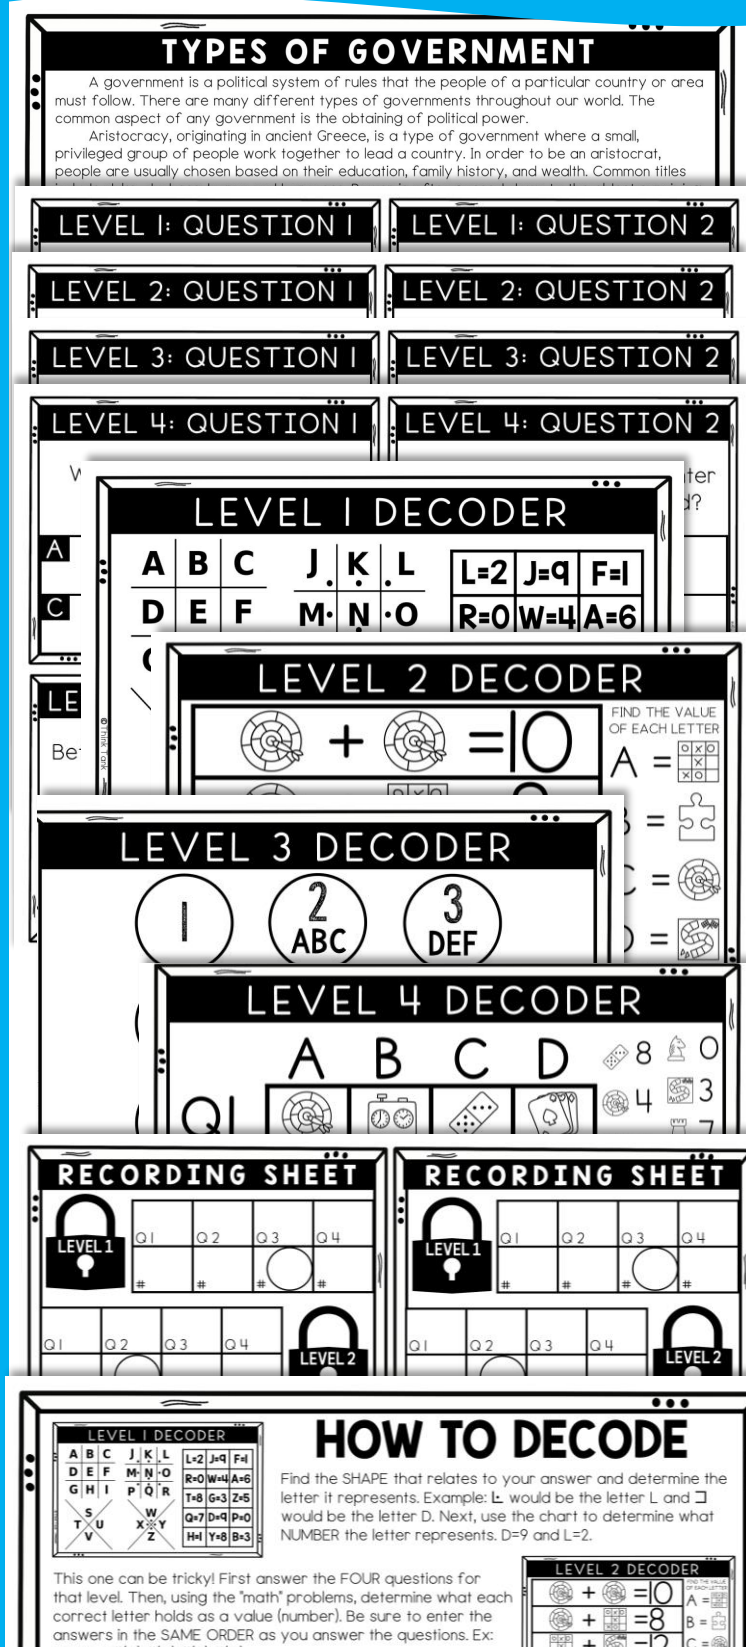 TYPES OF GOVERNMENT
A government is a political system of rules that the people of a particular country or area
must follow. There are many different types of governments throughout our world. The
common aspect of any government is the obtaining of political power.
Aristocracy, originating in ancient Greece, is a type of government where a small,
privileged group of people work together to lead a country. In order to be an aristocrat,
people are usually chosen based on their education, family history, and wealth. Common titles
LEVEL 1: QUESTION 1
LEVEL 1: QUESTION 2
LEVEL 2: QUESTION 1
LEVEL 2: QUESTION 2
LEVEL 3: QUESTION 1
LEVEL 3: QUESTION 2
LEVEL 4: QUESTION 1
LEVEL 4: QUESTION 2
A
C
LE
© Think Tank
LEVEL 1 DECODER
A B C
J K L
L=2 J=9 F=1
D E F
M N O
R=0 W=4 A=6
LEVEL 2 DECODER
+ =10
FIND THE VALUE
OF EACH LETTER
A =
=
=
=
LEVEL 3 DECODER
1
2
ABC
3
DEF
LEVEL 4 DECODER
A B C D
8 0
4 3
7
Q1
RECORDING SHEET
LEVEL 1
Q1 Q2 Q3 Q4
# # # #
Q1 Q2 Q3 Q4
LEVEL 2
RECORDING SHEET
LEVEL 1
Q1 Q2 Q3 Q4
# # # #
Q1 Q2 Q3 Q4
LEVEL 2
LEVEL 1 DECODER
A B C J K L
D E F M N O
G H I P Q R
S
T U
V
W
X Y
Z
L=2 J=9 F=1
R=0 W=4 A=6
T=8 G=3 Z=5
Q=7 D=9 P=0
H=1 Y=8 B=3
HOW TO DECODE
Find the SHAPE that relates to your answer and determine the
letter it represents. Example: would be the letter L and
would be the letter D. Next, use the chart to determine what
NUMBER the letter represents. D=9 and L=2.
This one can be tricky! First answer the FOUR questions for
that level. Then, using the "math" problems, determine what each
correct letter holds as a value (number). Be sure to enter the
answers in the SAME ORDER as you answer the questions. Ex:
LEVEL 2 DECODER
+ =10
+ =8
A =
B =